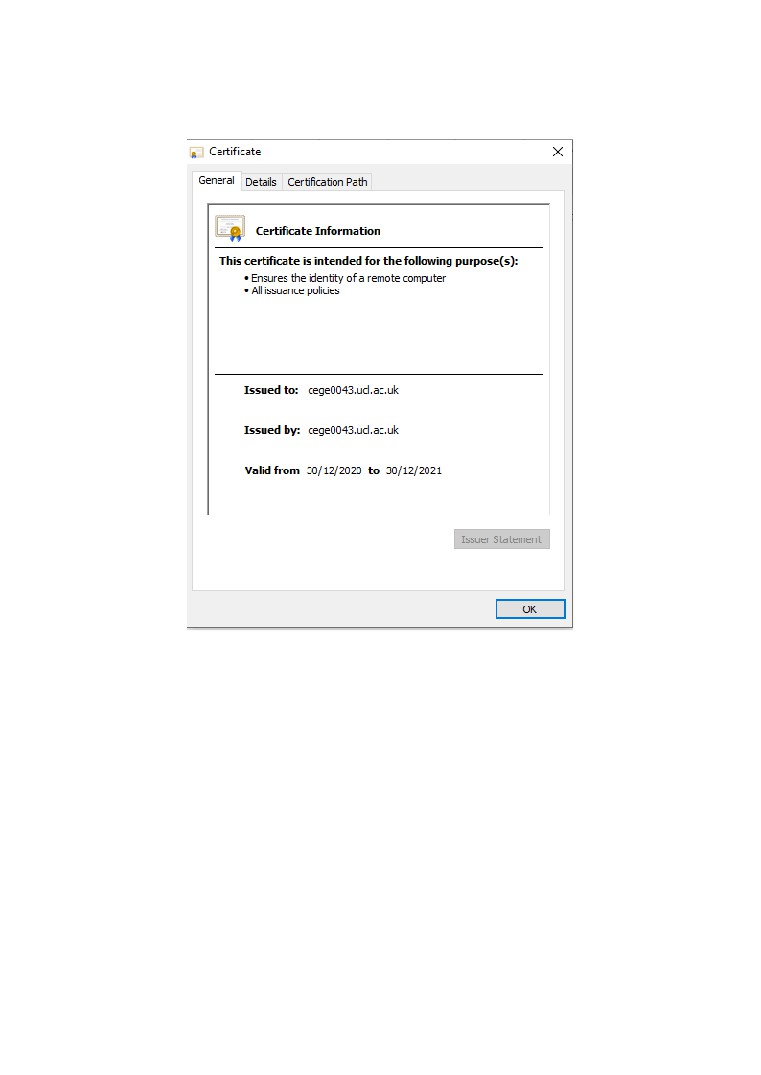 Certificate
General Details Certification Path
Certificate Information
This certificate is intended for the following purpose(s):
• Ensures the identity of a remote computer
• All issuance policies
Issued to: cege0043.ucl.ac.uk
Issued by: cege0043.ucl.ac.uk
Valid from 30/12/2020 to 30/12/2021
Issuer Statement
OK